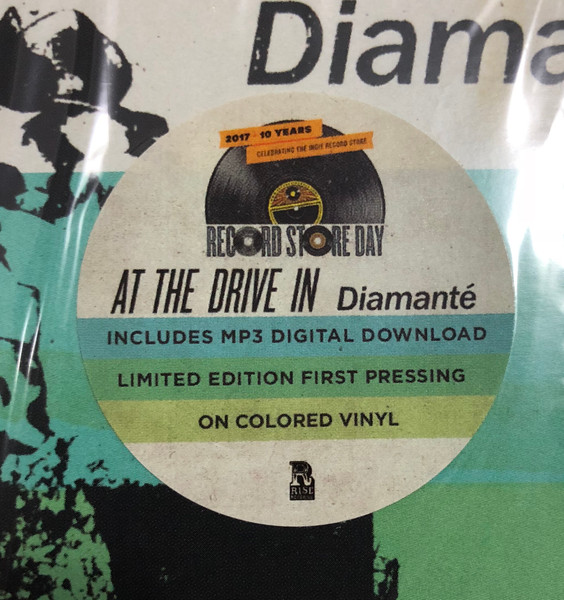 Diama
2017 · 10 YEARS
CELEBRATING THE INDIE RECORD STORE
RECORD STORE DAY
AT THE DRIVE IN Diamanté
INCLUDES MP3 DIGITAL DOWNLOAD
LIMITED EDITION FIRST PRESSING
ON COLORED VINYL
R
RISE